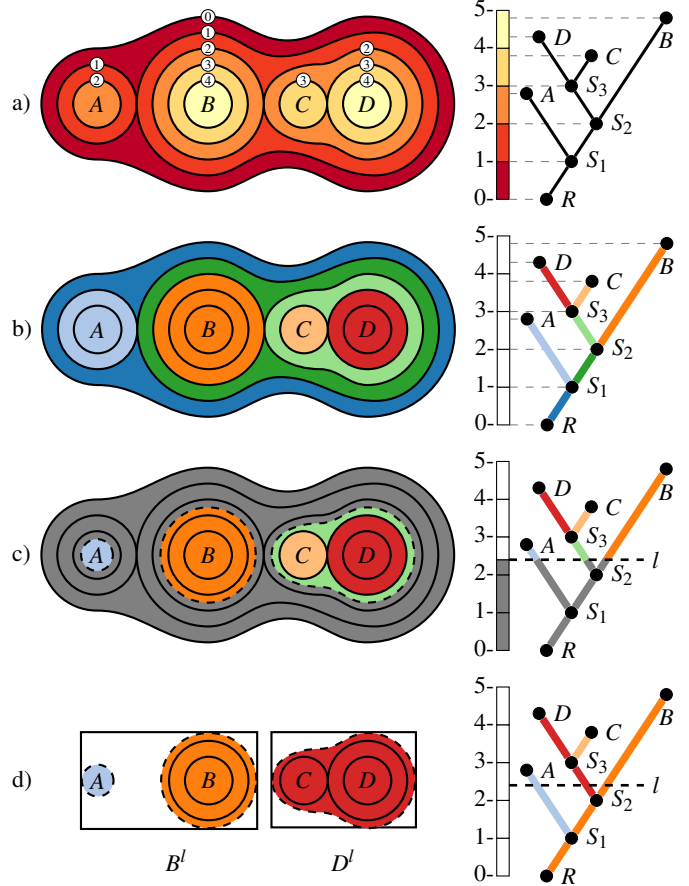 a)
0
1
2
3
4
1
2
3
2
3
4
A
B
C
D
5-
4-
3-
2-
1-
0-
B
D
C
A
S3
S2
S1
R
b)
A
B
C
D
5-
4-
3-
2-
1-
0-
B
D
C
A
S3
S2
S1
R
c)
A
B
C
D
5-
4-
3-
2-
1-
0-
B
D
C
A
S3
l
S2
S1
R
d)
A
B
C
D
B^l
D^l
5-
4-
3-
2-
1-
0-
B
D
C
A
S3
l
S2
S1
R